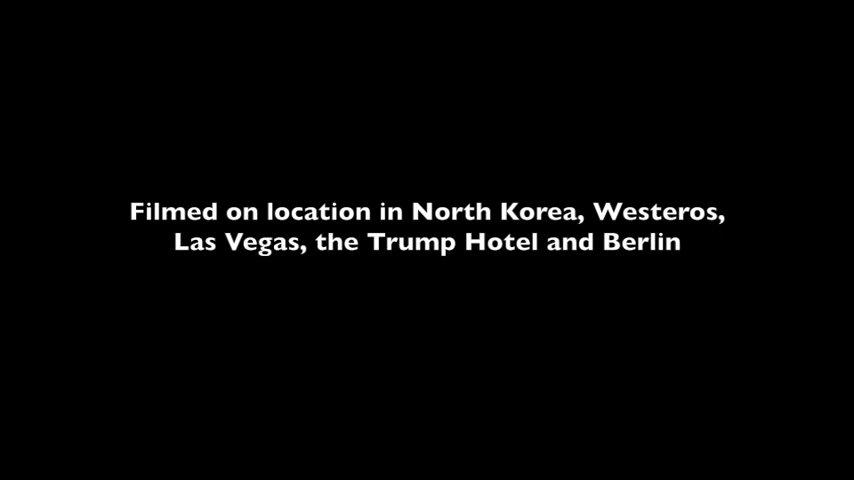 Filmed on location in North Korea, Westeros,
Las Vegas, the Trump Hotel and Berlin